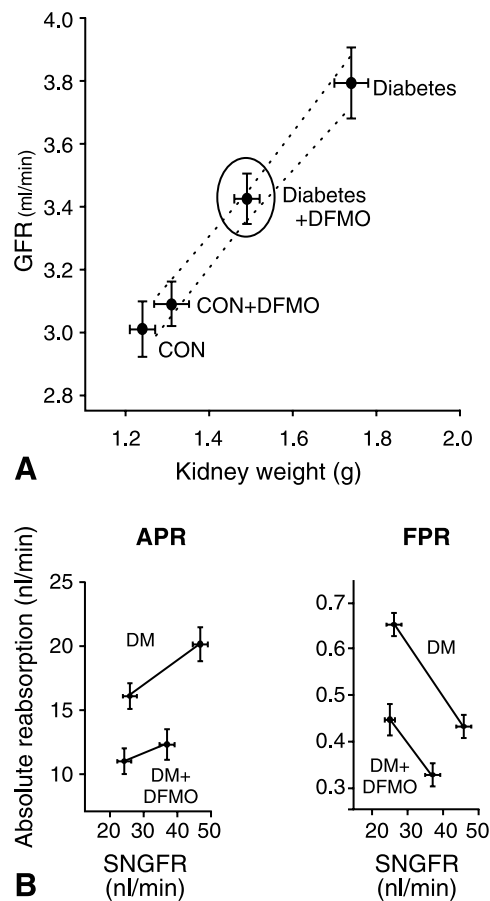 4.0
3.8
3.6
3.4
3.2
3.0
2.8
GFR (ml/min)
Diabetes
Diabetes
+DFMO
CON+DFMO
CON
1.2 1.4 1.6 1.8 2.0
Kidney weight (g)
A
APR
FPR
Absolute reabsorption (nl/min)
25
20
15
10
DM
DM+
DFMO
20 30 40 50
SNGFR
(nl/min)
0.7
0.6
0.5
0.4
0.3
DM
DM+
DFMO
20 30 40 50
SNGFR
(nl/min)
B